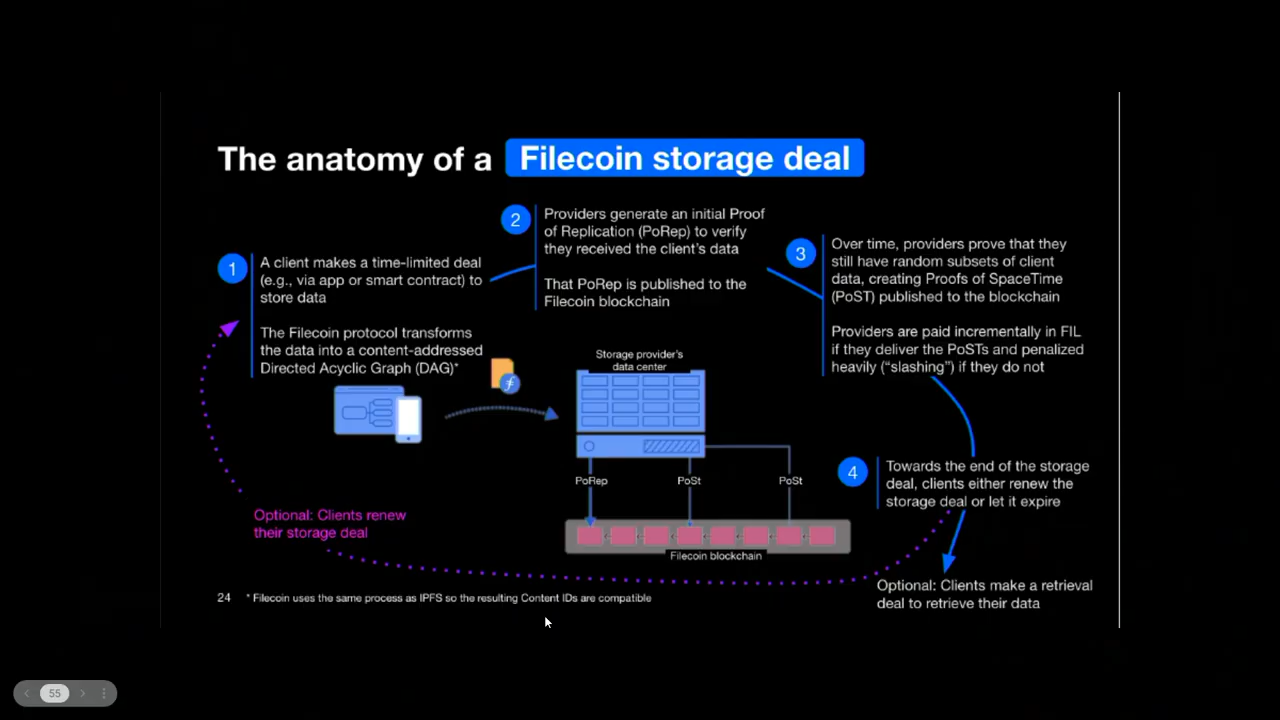 The anatomy of a Filecoin storage deal
1
A client makes a time-limited deal
(e.g., via app or smart contract) to
store data
The Filecoin protocol transforms
the data into a content-addressed
Directed Acyclic Graph (DAG)*
2
Providers generate an initial Proof
of Replication (PoRep) to verify
they received the client's data
That PoRep is published to the
Filecoin blockchain
3
Over time, providers prove that they
still have random subsets of client
data, creating Proofs of SpaceTime
(PoST) published to the blockchain
Providers are paid incrementally in FIL
if they deliver the PoSTs and penalized
heavily (“slashing”) if they do not
Storage provider's
data center
PoRep
PoSt
PoSt
Filecoin blockchain
4
Towards the end of the storage
deal, clients either renew the
storage deal or let it expire
Optional: Clients renew
their storage deal
Optional: Clients make a retrieval
deal to retrieve their data
24 * Filecoin uses the same process as IPFS so the resulting Content IDs are compatible
55